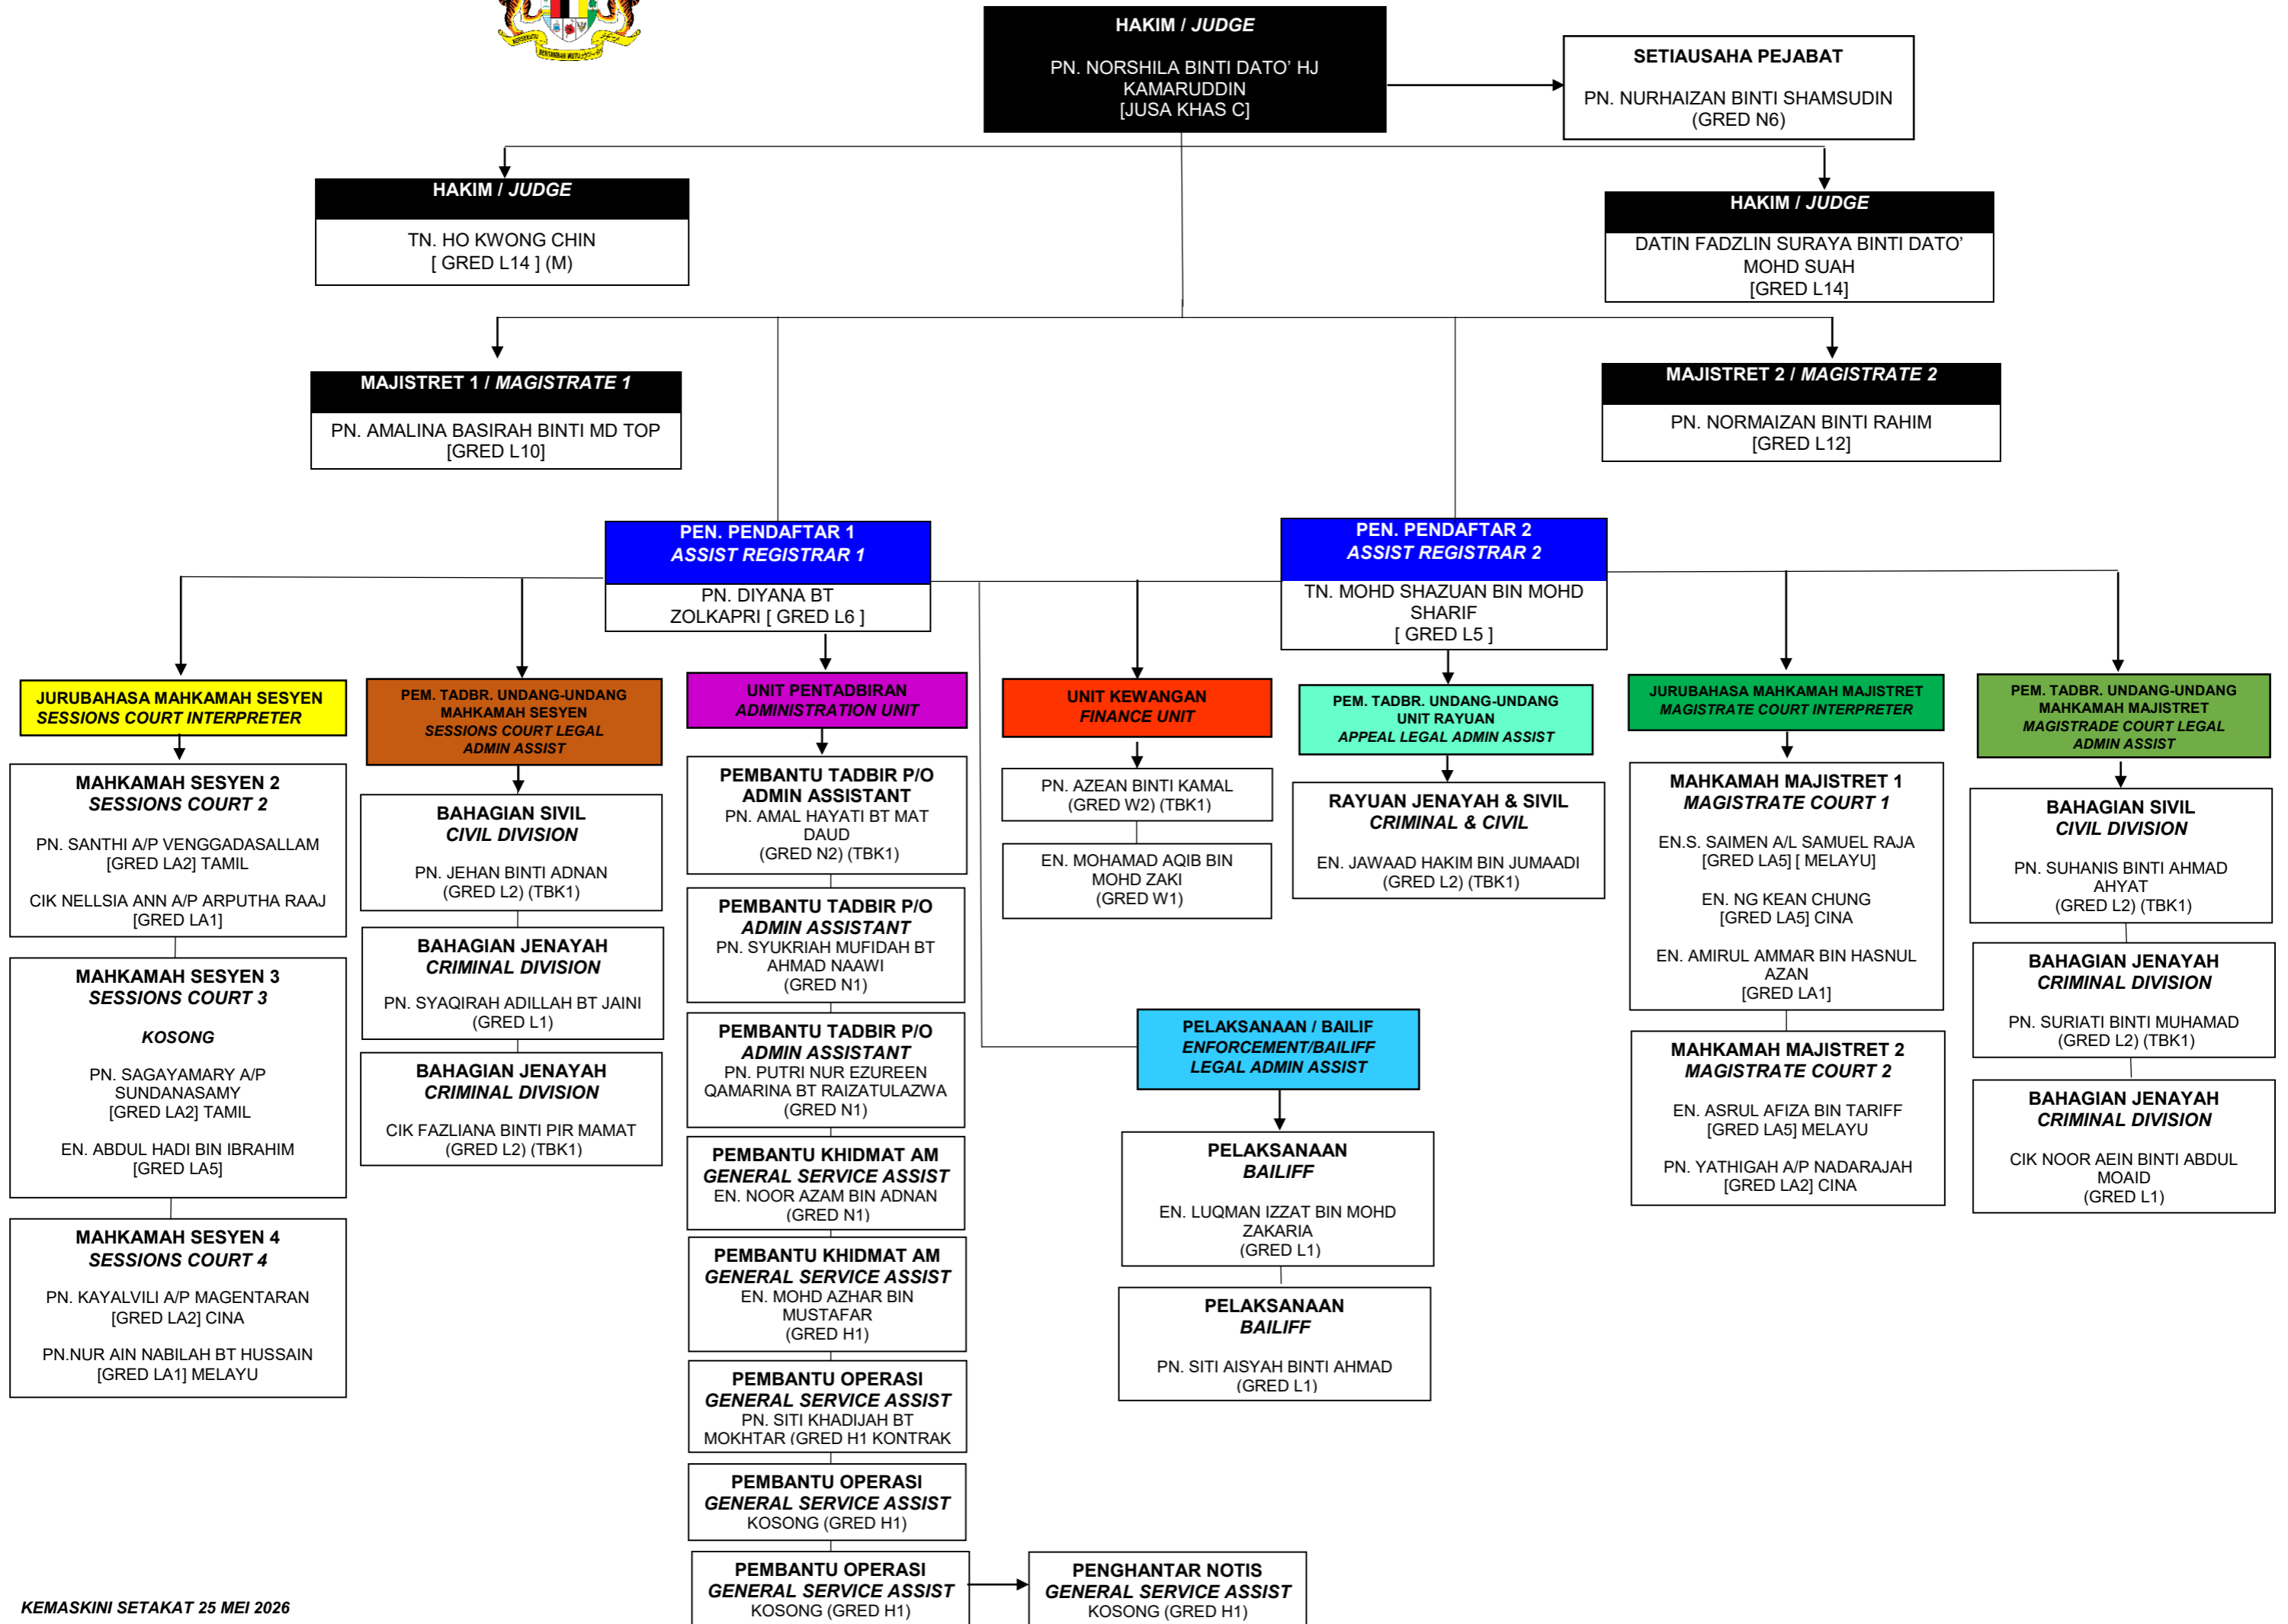 BERSEKUTU BERTAMBAH MUTU
HAKIM / JUDGE
PN. NORSHILA BINTI DATO' HJ
KAMARUDDIN
[JUSA KHAS C]
SETIAUSAHA PEJABAT
PN. NURHAIZAN BINTI SHAMSUDIN
(GRED N6)
HAKIM / JUDGE
TN. HO KWONG CHIN
[ GRED L14 ] (M)
HAKIM / JUDGE
DATIN FADZLIN SURAYA BINTI DATO'
MOHD SUAH
[GRED L14]
MAJISTRET 1 / MAGISTRATE 1
PN. AMALINA BASIRAH BINTI MD TOP
[GRED L10]
MAJISTRET 2 / MAGISTRATE 2
PN. NORMAIZAN BINTI RAHIM
[GRED L12]
PEN. PENDAFTAR 1
ASSIST REGISTRAR 1
PN. DIYANA BT
ZOLKAPRI [ GRED L6 ]
PEN. PENDAFTAR 2
ASSIST REGISTRAR 2
TN. MOHD SHAZUAN BIN MOHD
SHARIF
[ GRED L5 ]
JURUBAHASA MAHKAMAH SESYEN
SESSIONS COURT INTERPRETER
MAHKAMAH SESYEN 2
SESSIONS COURT 2
PN. SANTHI A/P VENGGADASALLAM
[GRED LA2] TAMIL
CIK NELLSIA ANN A/P ARPUTHA RAAJ
[GRED LA1]
MAHKAMAH SESYEN 3
SESSIONS COURT 3
KOSONG
PN. SAGAYAMARY A/P
SUNDANASAMY
[GRED LA2] TAMIL
EN. ABDUL HADI BIN IBRAHIM
[GRED LA5]
MAHKAMAH SESYEN 4
SESSIONS COURT 4
PN. KAYALVILI A/P MAGENTARAN
[GRED LA2] CINA
PN.NUR AIN NABILAH BT HUSSAIN
[GRED LA1] MELAYU
PEM. TADBR. UNDANG-UNDANG
MAHKAMAH SESYEN
SESSIONS COURT LEGAL
ADMIN ASSIST
BAHAGIAN SIVIL
CIVIL DIVISION
PN. JEHAN BINTI ADNAN
(GRED L2) (TBK1)
BAHAGIAN JENAYAH
CRIMINAL DIVISION
PN. SYAQIRAH ADILLAH BT JAINI
(GRED L1)
BAHAGIAN JENAYAH
CRIMINAL DIVISION
CIK FAZLIANA BINTI PIR MAMAT
(GRED L2) (TBK1)
UNIT PENTADBIRAN
ADMINISTRATION UNIT
PEMBANTU TADBIR P/O
ADMIN ASSISTANT
PN. AMAL HAYATI BT MAT
DAUD
(GRED N2) (TBK1)
PEMBANTU TADBIR P/O
ADMIN ASSISTANT
PN. SYUKRIAH MUFIDAH BT
AHMAD NAAWI
(GRED N1)
PEMBANTU TADBIR P/O
ADMIN ASSISTANT
PN. PUTRI NUR EZUREEN
QAMARINA BT RAIZATULAZWA
(GRED N1)
PEMBANTU KHIDMAT AM
GENERAL SERVICE ASSIST
EN. NOOR AZAM BIN ADNAN
(GRED N1)
PEMBANTU KHIDMAT AM
GENERAL SERVICE ASSIST
EN. MOHD AZHAR BIN
MUSTAFAR
(GRED H1)
PEMBANTU OPERASI
GENERAL SERVICE ASSIST
PN. SITI KHADIJAH BT
MOKHTAR (GRED H1 KONTRAK
PEMBANTU OPERASI
GENERAL SERVICE ASSIST
KOSONG (GRED H1)
PEMBANTU OPERASI
GENERAL SERVICE ASSIST
KOSONG (GRED H1)
PENGHANTAR NOTIS
GENERAL SERVICE ASSIST
KOSONG (GRED H1)
UNIT KEWANGAN
FINANCE UNIT
PN. AZEAN BINTI KAMAL
(GRED W2) (TBK1)
EN. MOHAMAD AQIB BIN
MOHD ZAKI
(GRED W1)
PEM. TADBR. UNDANG-UNDANG
UNIT RAYUAN
APPEAL LEGAL ADMIN ASSIST
RAYUAN JENAYAH & SIVIL
CRIMINAL & CIVIL
EN. JAWAAD HAKIM BIN JUMAADI
(GRED L2) (TBK1)
PELAKSANAAN / BAILIF
ENFORCEMENT/BAILIFF
LEGAL ADMIN ASSIST
PELAKSANAAN
BAILIFF
EN. LUQMAN IZZAT BIN MOHD
ZAKARIA
(GRED L1)
PELAKSANAAN
BAILIFF
PN. SITI AISYAH BINTI AHMAD
(GRED L1)
JURUBAHASA MAHKAMAH MAJISTRET
MAGISTRATE COURT INTERPRETER
MAHKAMAH MAJISTRET 1
MAGISTRATE COURT 1
EN.S. SAIMEN A/L SAMUEL RAJA
[GRED LA5] [ MELAYU]
EN. NG KEAN CHUNG
[GRED LA5] CINA
EN. AMIRUL AMMAR BIN HASNUL
AZAN
[GRED LA1]
MAHKAMAH MAJISTRET 2
MAGISTRATE COURT 2
EN. ASRUL AFIZA BIN TARIFF
[GRED LA5] MELAYU
PN. YATHIGAH A/P NADARAJAH
[GRED LA2] CINA
PEM. TADBR. UNDANG-UNDANG
MAHKAMAH MAJISTRET
MAGISTRADE COURT LEGAL
ADMIN ASSIST
BAHAGIAN SIVIL
CIVIL DIVISION
PN. SUHANIS BINTI AHMAD
AHYAT
(GRED L2) (TBK1)
BAHAGIAN JENAYAH
CRIMINAL DIVISION
PN. SURIATI BINTI MUHAMAD
(GRED L2) (TBK1)
BAHAGIAN JENAYAH
CRIMINAL DIVISION
CIK NOOR AEIN BINTI ABDUL
MOAID
(GRED L1)
KEMASKINI SETAKAT 25 MEI 2026